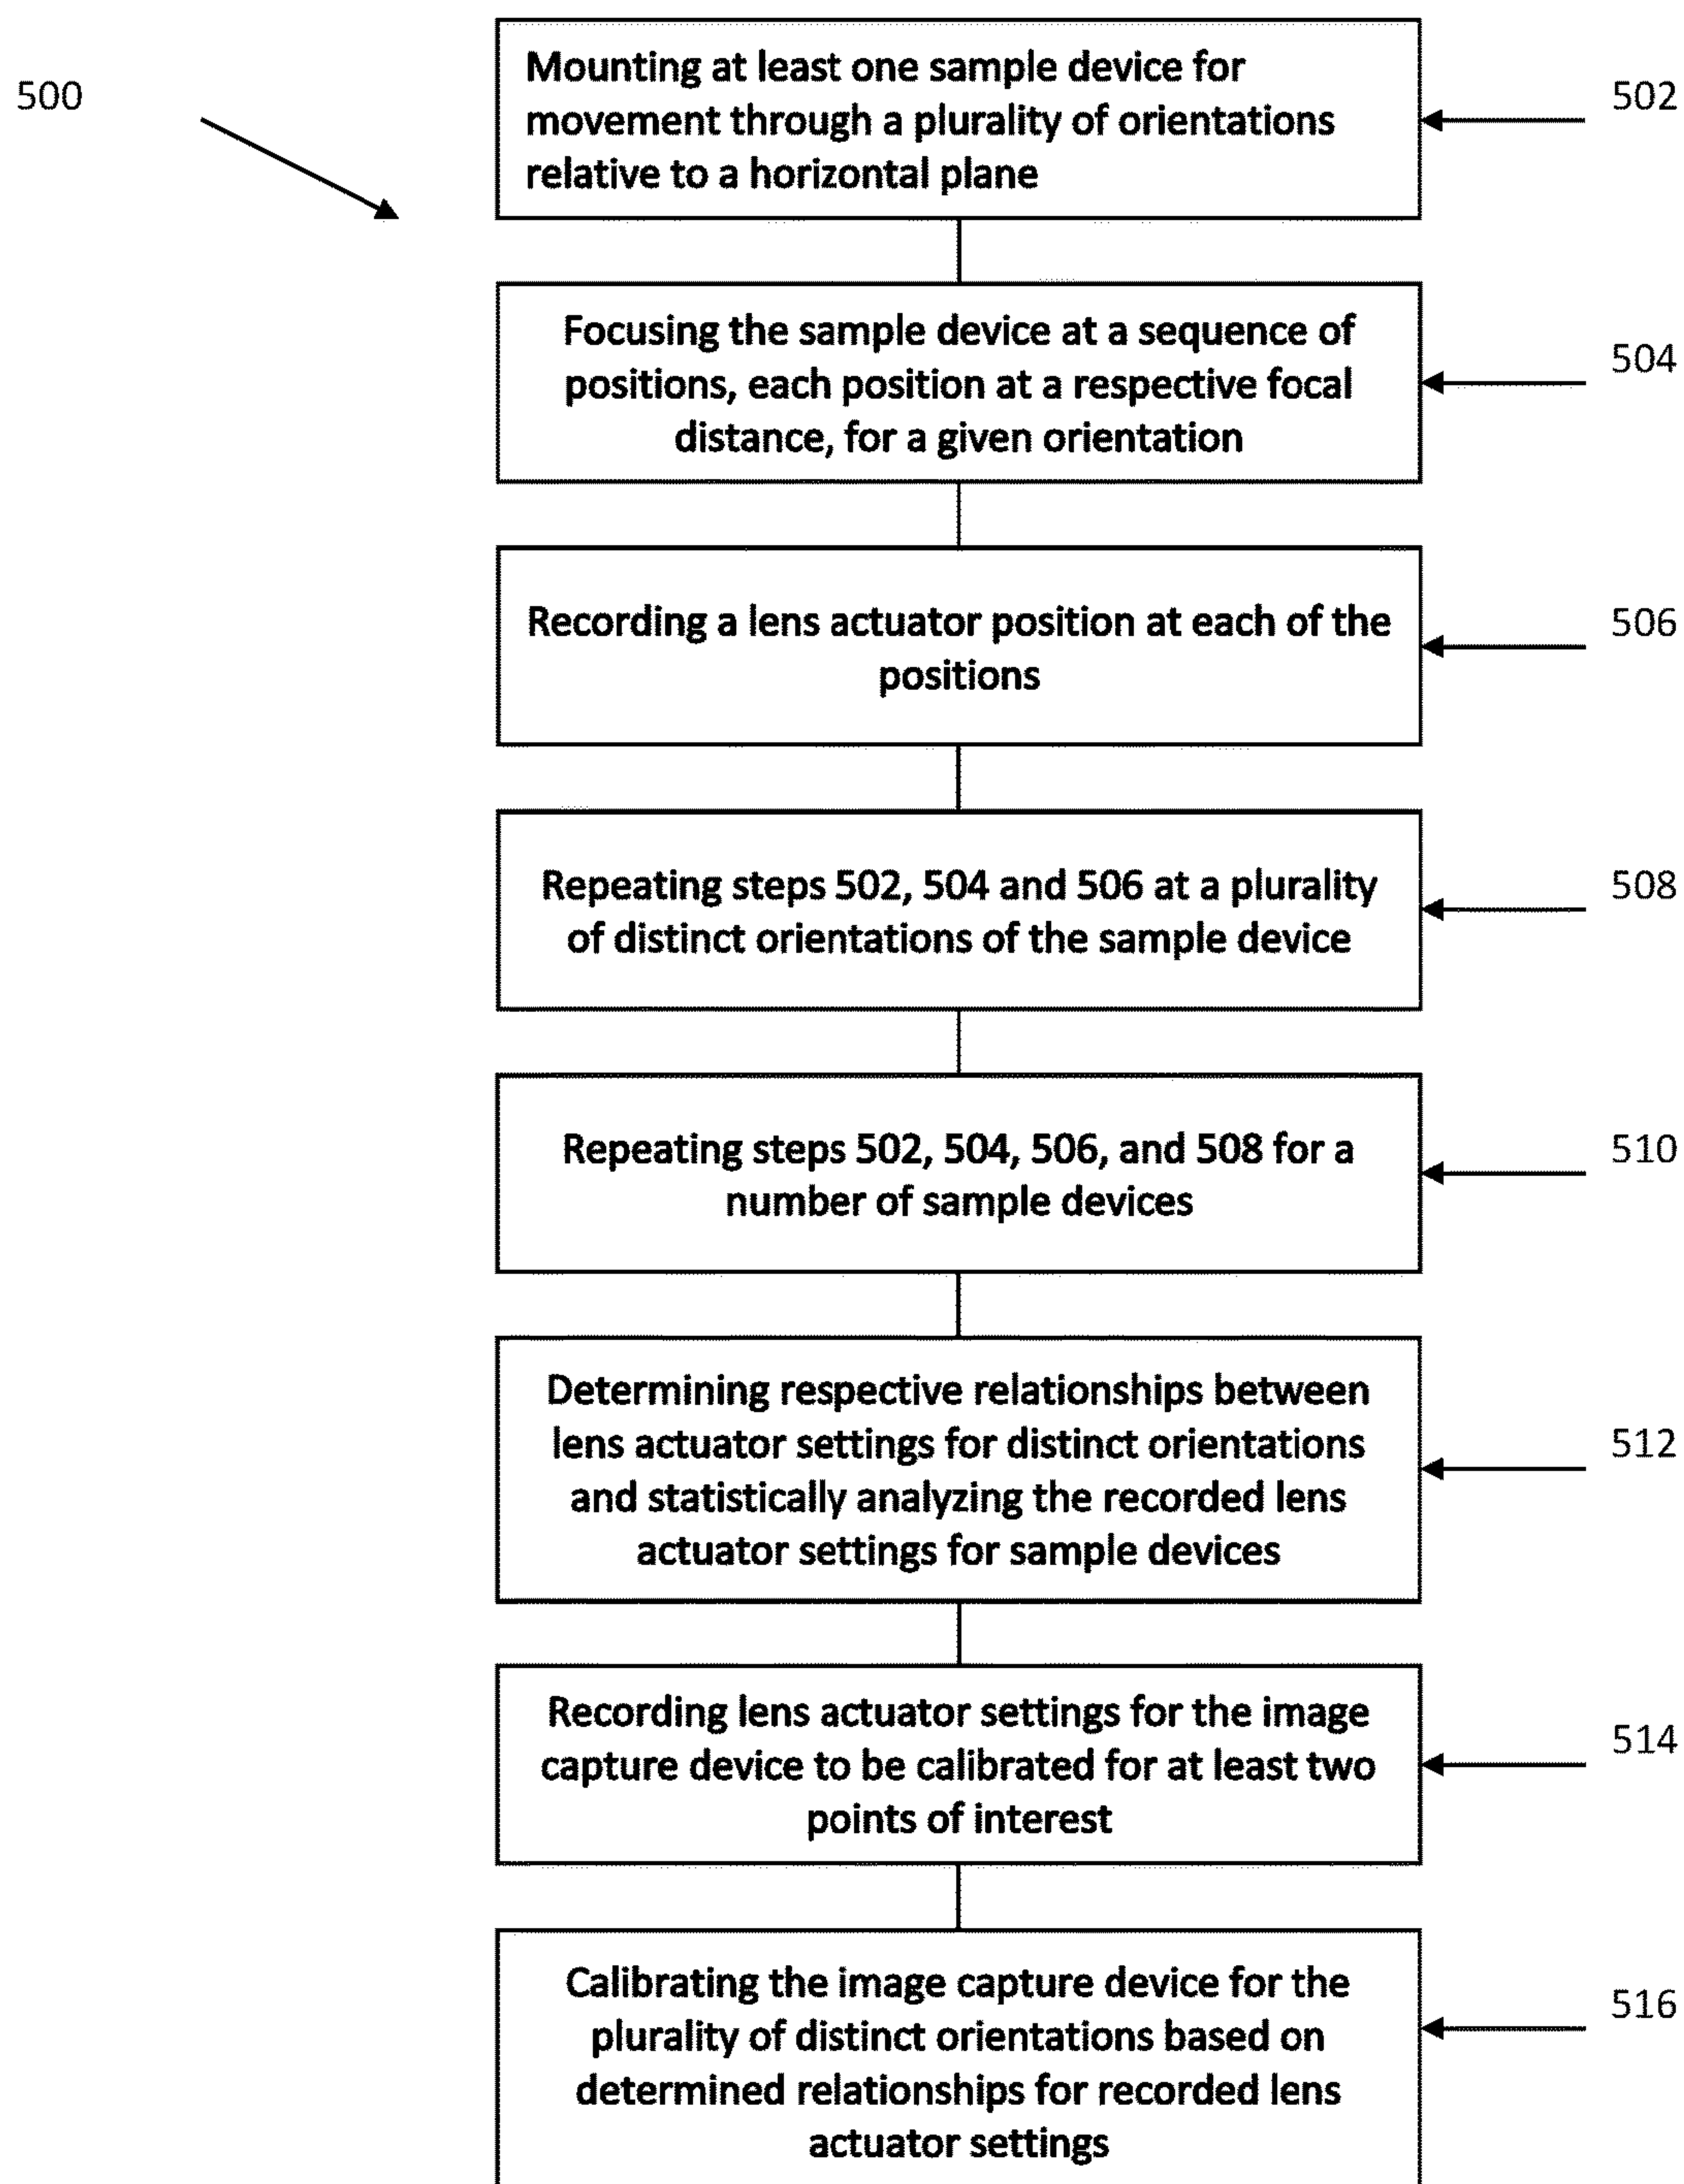 500
Mounting at least one sample device for
movement through a plurality of orientations
relative to a horizontal plane
502
Focusing the sample device at a sequence of
positions, each position at a respective focal
distance, for a given orientation
504
Recording a lens actuator position at each of the
positions
506
Repeating steps 502, 504 and 506 at a plurality
of distinct orientations of the sample device
508
Repeating steps 502, 504, 506, and 508 for a
number of sample devices
510
Determining respective relationships between
lens actuator settings for distinct orientations
and statistically analyzing the recorded lens
actuator settings for sample devices
512
Recording lens actuator settings for the image
capture device to be calibrated for at least two
points of interest
514
Calibrating the image capture device for the
plurality of distinct orientations based on
determined relationships for recorded lens
actuator settings
516